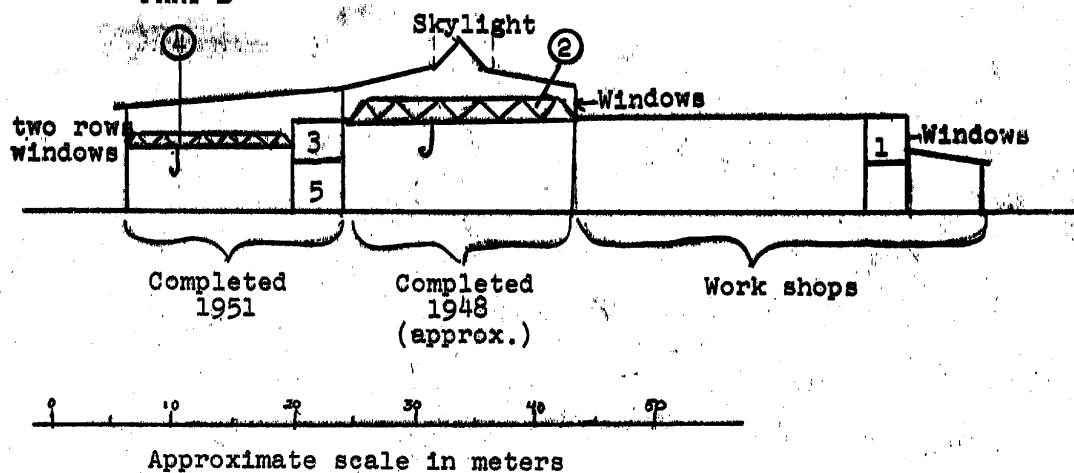 Skylight
4
2
Windows
two rows
windows
3
1
Windows
5
Completed
1951
Completed
1948
(approx.)
Work shops
0 10 20 30 40 50
Approximate scale in meters